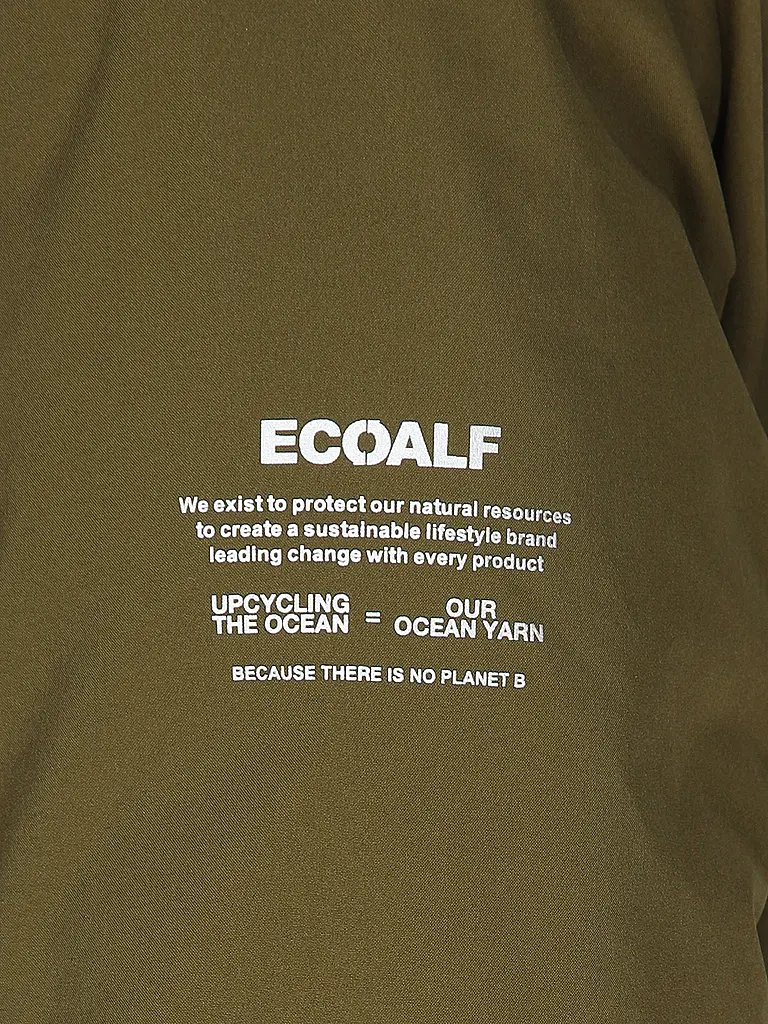 ECOALF
We exist to protect our natural resources
to create a sustainable lifestyle brand
leading change with every product
UPCYCLING THE OCEAN = OUR OCEAN YARN
BECAUSE THERE IS NO PLANET B